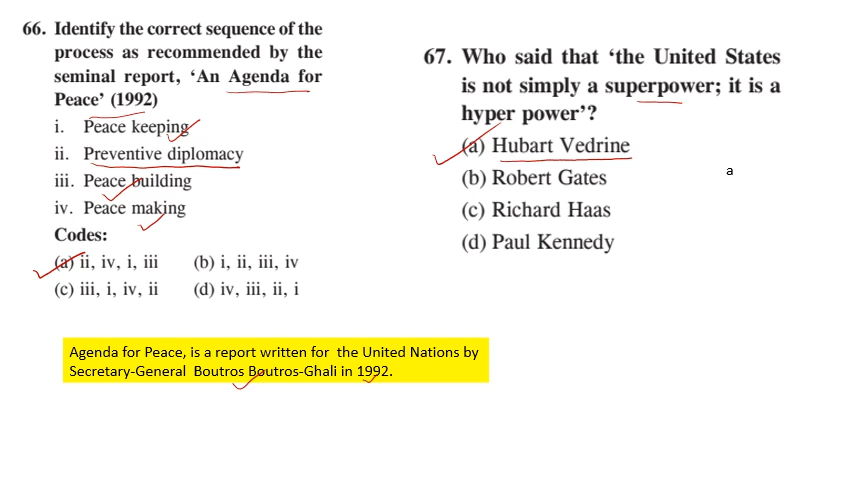 66. Identify the correct sequence of the
process as recommended by the
seminal report, ‘An Agenda for
Peace’ (1992)
i. Peace keeping
ii. Preventive diplomacy
iii. Peace building
iv. Peace making
Codes:
(a) ii, iv, i, iii (b) i, ii, iii, iv
(c) iii, i, iv, ii (d) iv, iii, ii, i
Agenda for Peace, is a report written for the United Nations by
Secretary-General Boutros Boutros-Ghali in 1992.
67. Who said that ‘the United States
is not simply a superpower; it is a
hyper power’?
(a) Hubart Vedrine
(b) Robert Gates
(c) Richard Haas
(d) Paul Kennedy
a